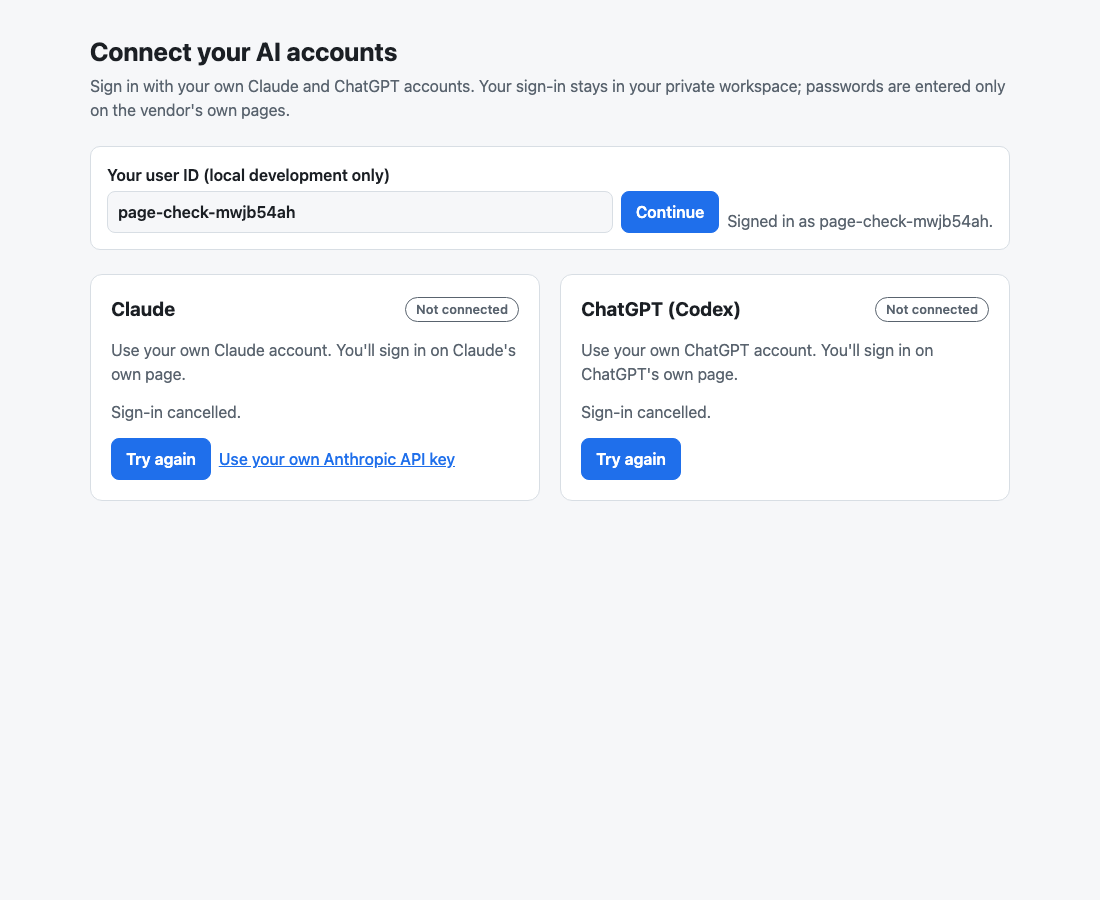 Connect your AI accounts
Sign in with your own Claude and ChatGPT accounts. Your sign-in stays in your private workspace; passwords are entered only
on the vendor's own pages.
Your user ID (local development only)
page-check-mwjb54ah
Continue
Signed in as page-check-mwjb54ah.
Claude
Not connected
Use your own Claude account. You'll sign in on Claude's
own page.
Sign-in cancelled.
Try again
Use your own Anthropic API key
ChatGPT (Codex)
Not connected
Use your own ChatGPT account. You'll sign in on
ChatGPT's own page.
Sign-in cancelled.
Try again